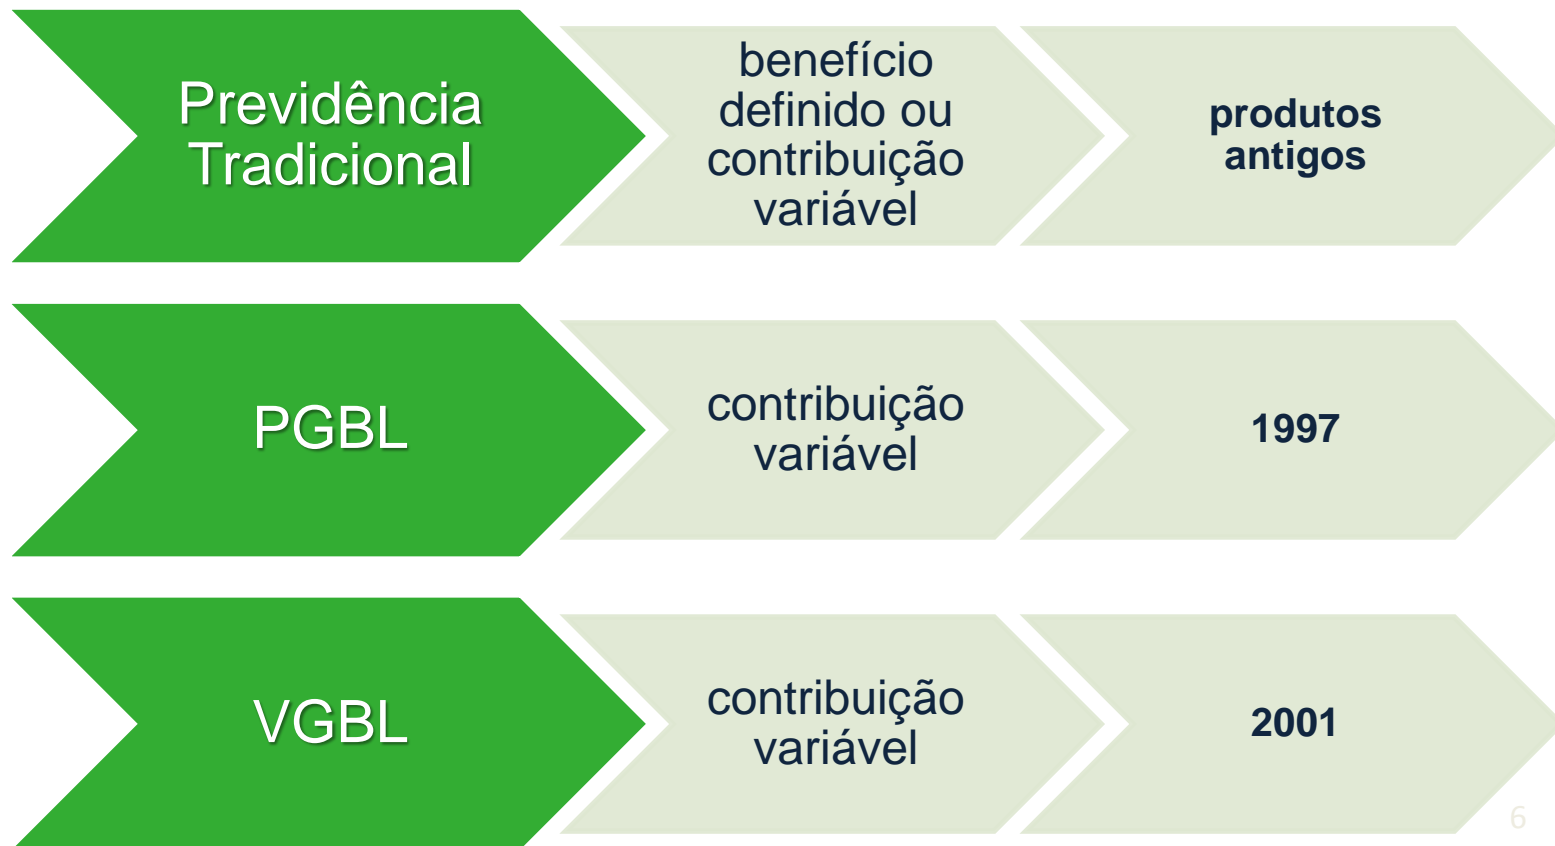 Previdência
Tradicional
benefício
definido ou
contribuição
variável
produtos
antigos
PGBL
contribuição
variável
1997
VGBL
contribuição
variável
2001
6